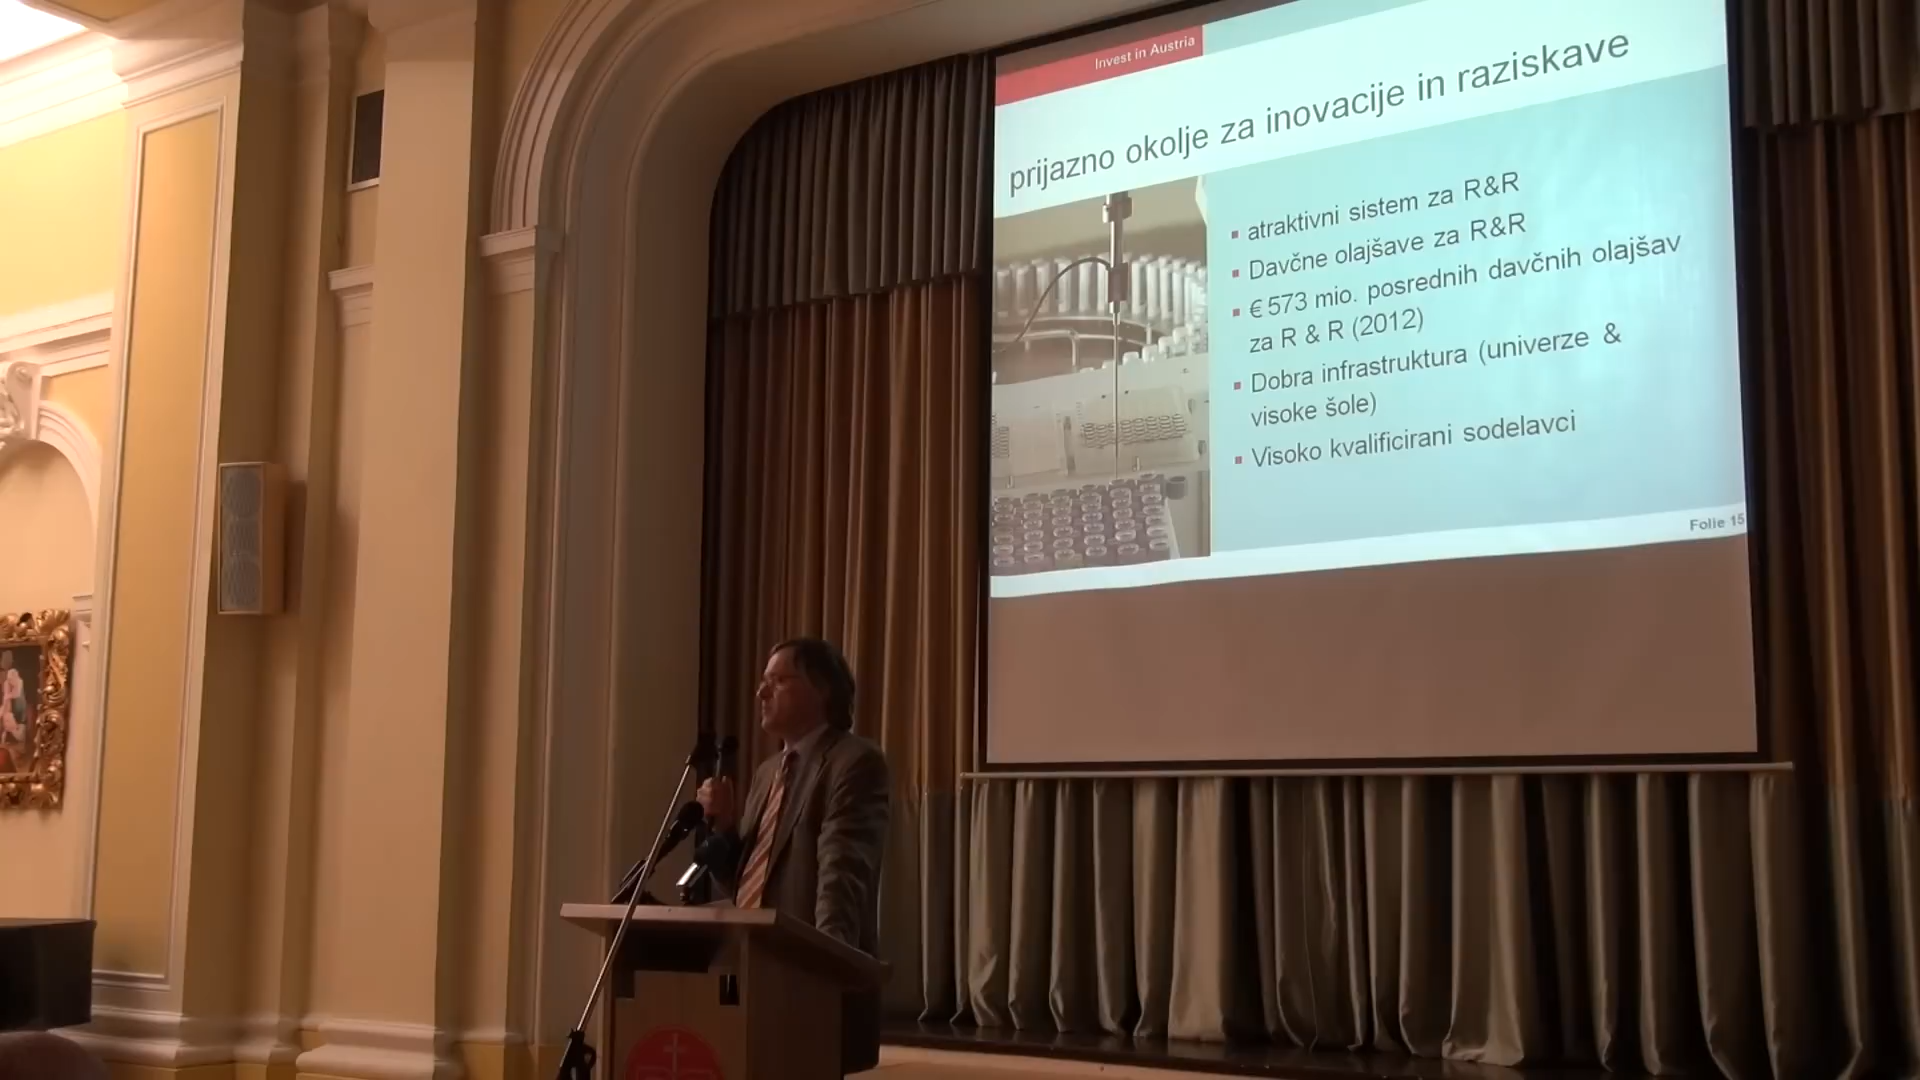 Invest in Austria
prijazno okolje za inovacije in raziskave
atraktivni sistem za R&R
Davčne olajšave za R&R
€ 573 mio. posrednih davčnih olajšav
za R & R (2012)
Dobra infrastruktura (univerze &
visoke šole)
Visoko kvalificirani sodelavci
Folie 15